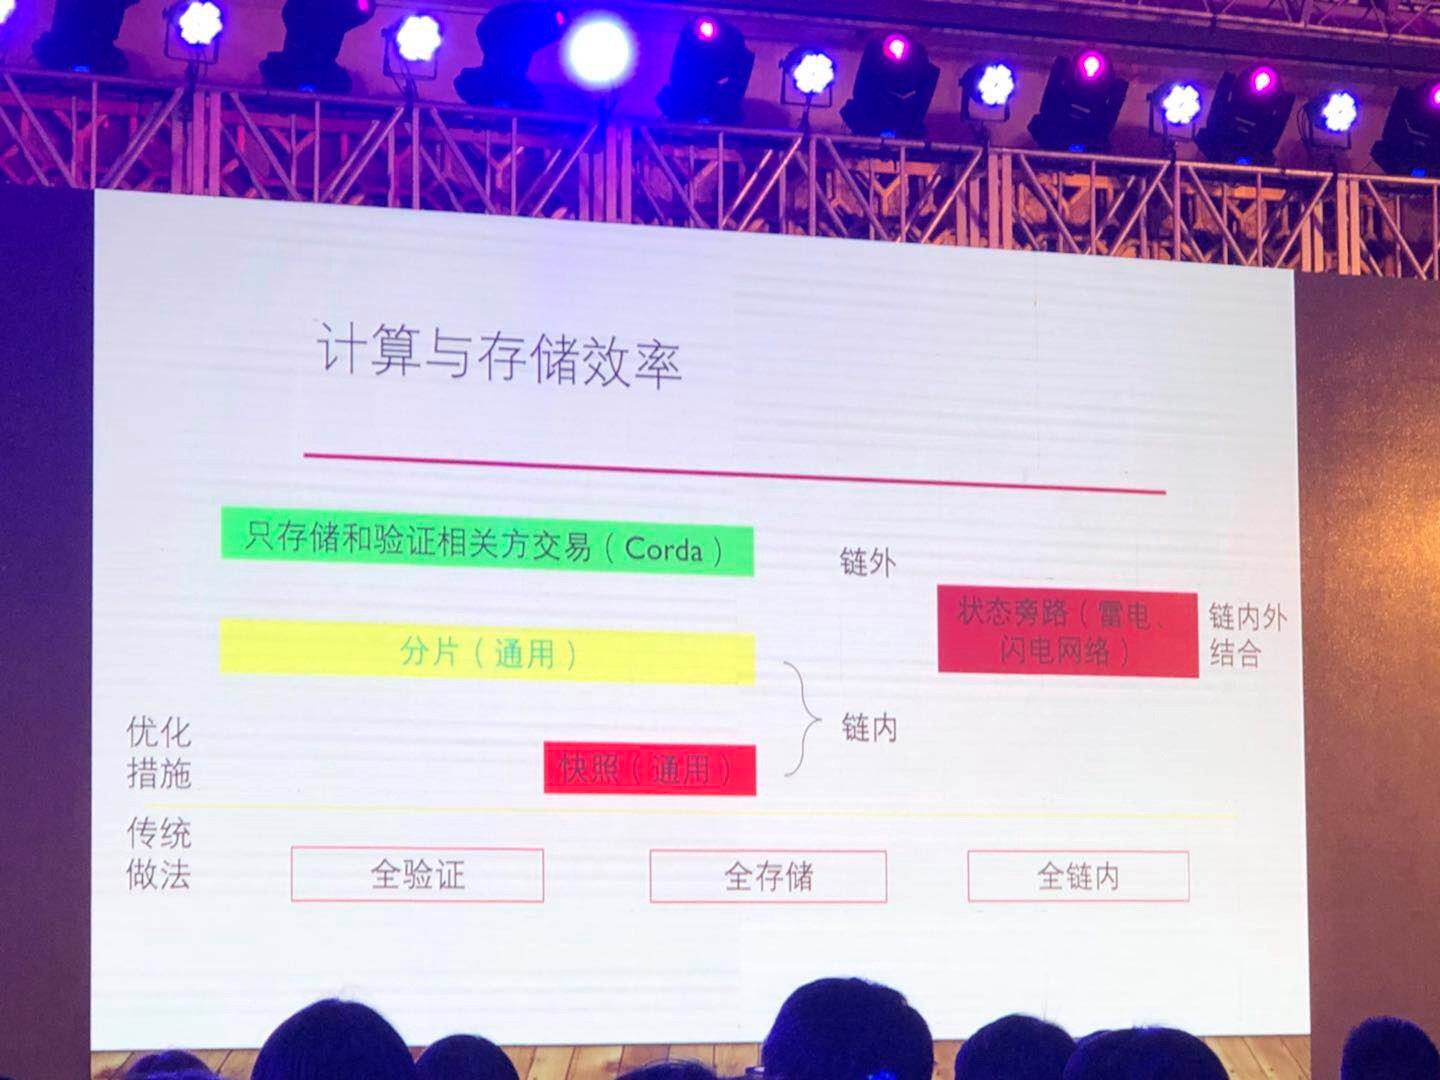 计算与存储效率
只存储和验证相关方交易（Corda）
链外
状态旁路（雷电、
闪电网络）
链内外
结合
分片（通用）
链内
快照（通用）
优化
措施
传统
做法
全验证
全存储
全链内